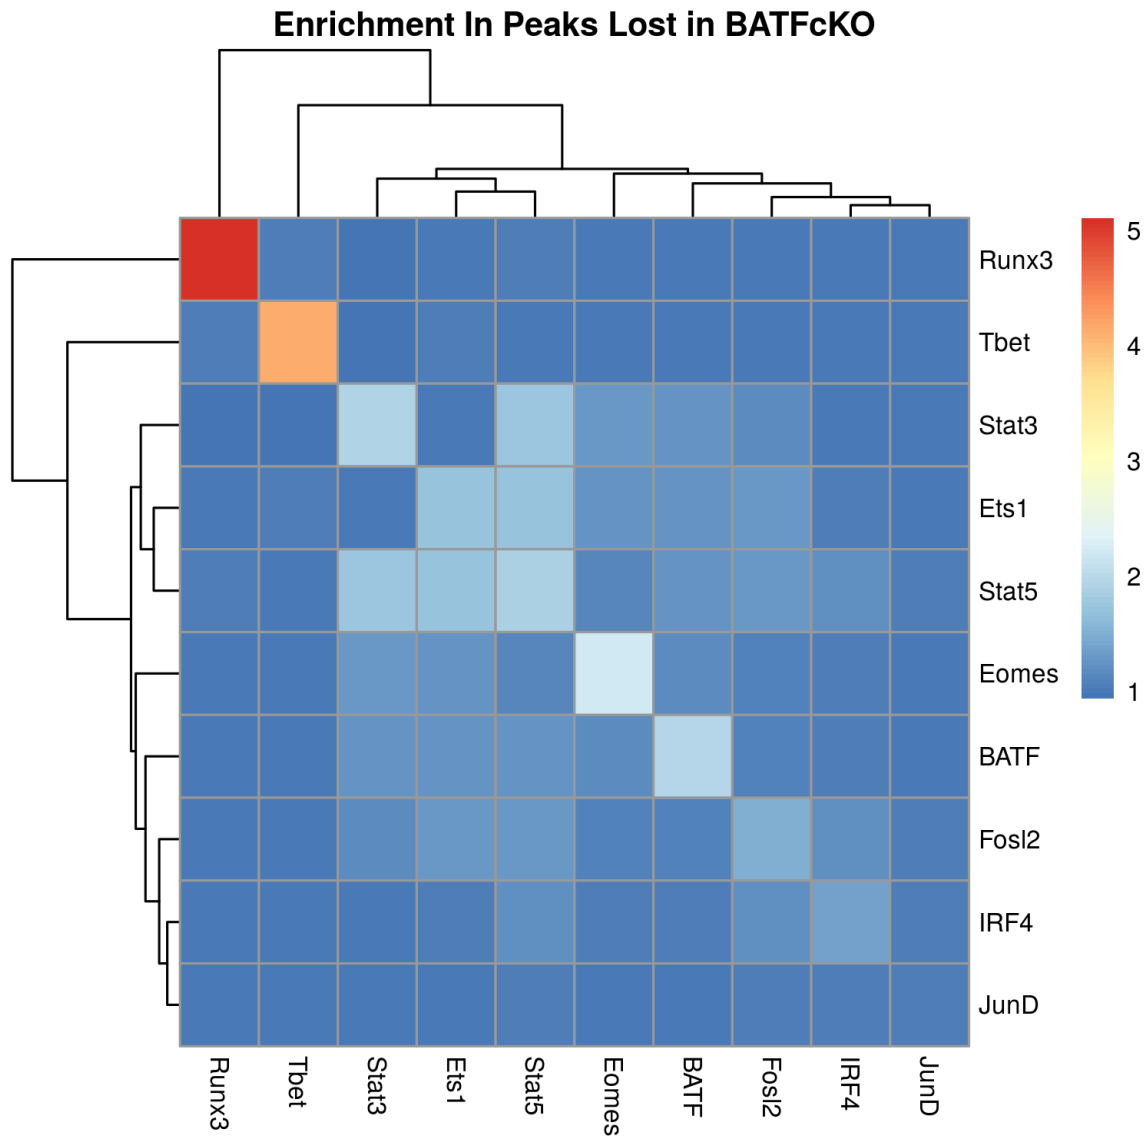 Enrichment In Peaks Lost in BATFcKO
5
4
3
2
1
Runx3
Tbet
Stat3
Ets1
Stat5
Eomes
BATF
Fosl2
IRF4
JunD
Runx3
Tbet
Stat3
Ets1
Stat5
Eomes
BATF
Fosl2
IRF4
JunD